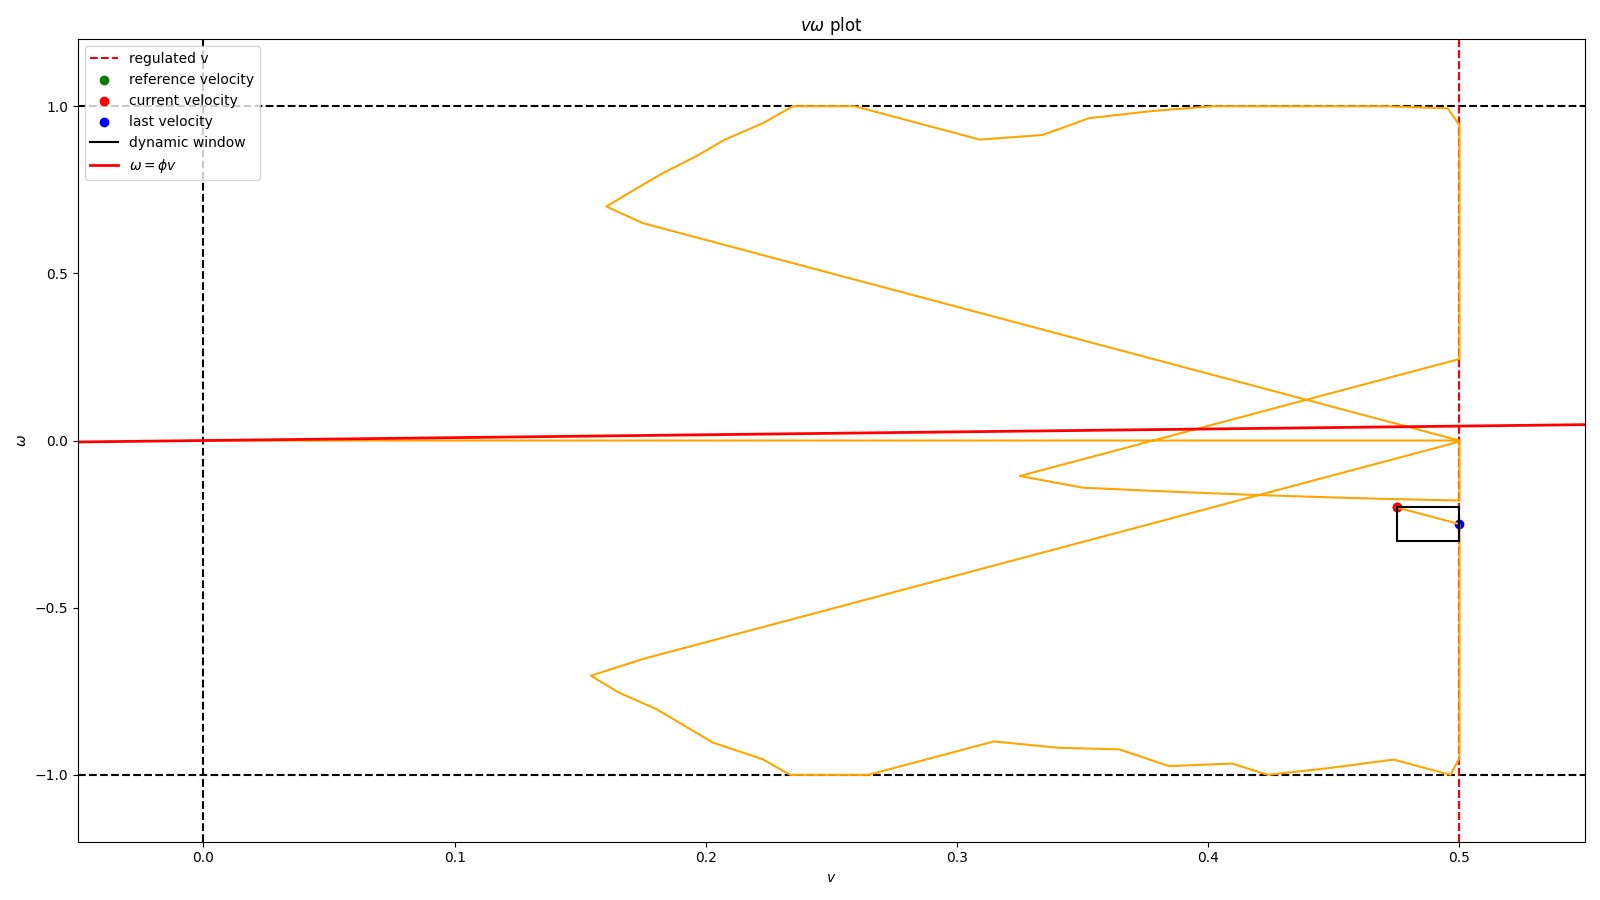 vω plot
regulated v
reference velocity
current velocity
last velocity
dynamic window
ω = ϕv
1.0
0.5
0.0
−0.5
−1.0
ω
0.0 0.1 0.2 0.3 0.4 0.5
v